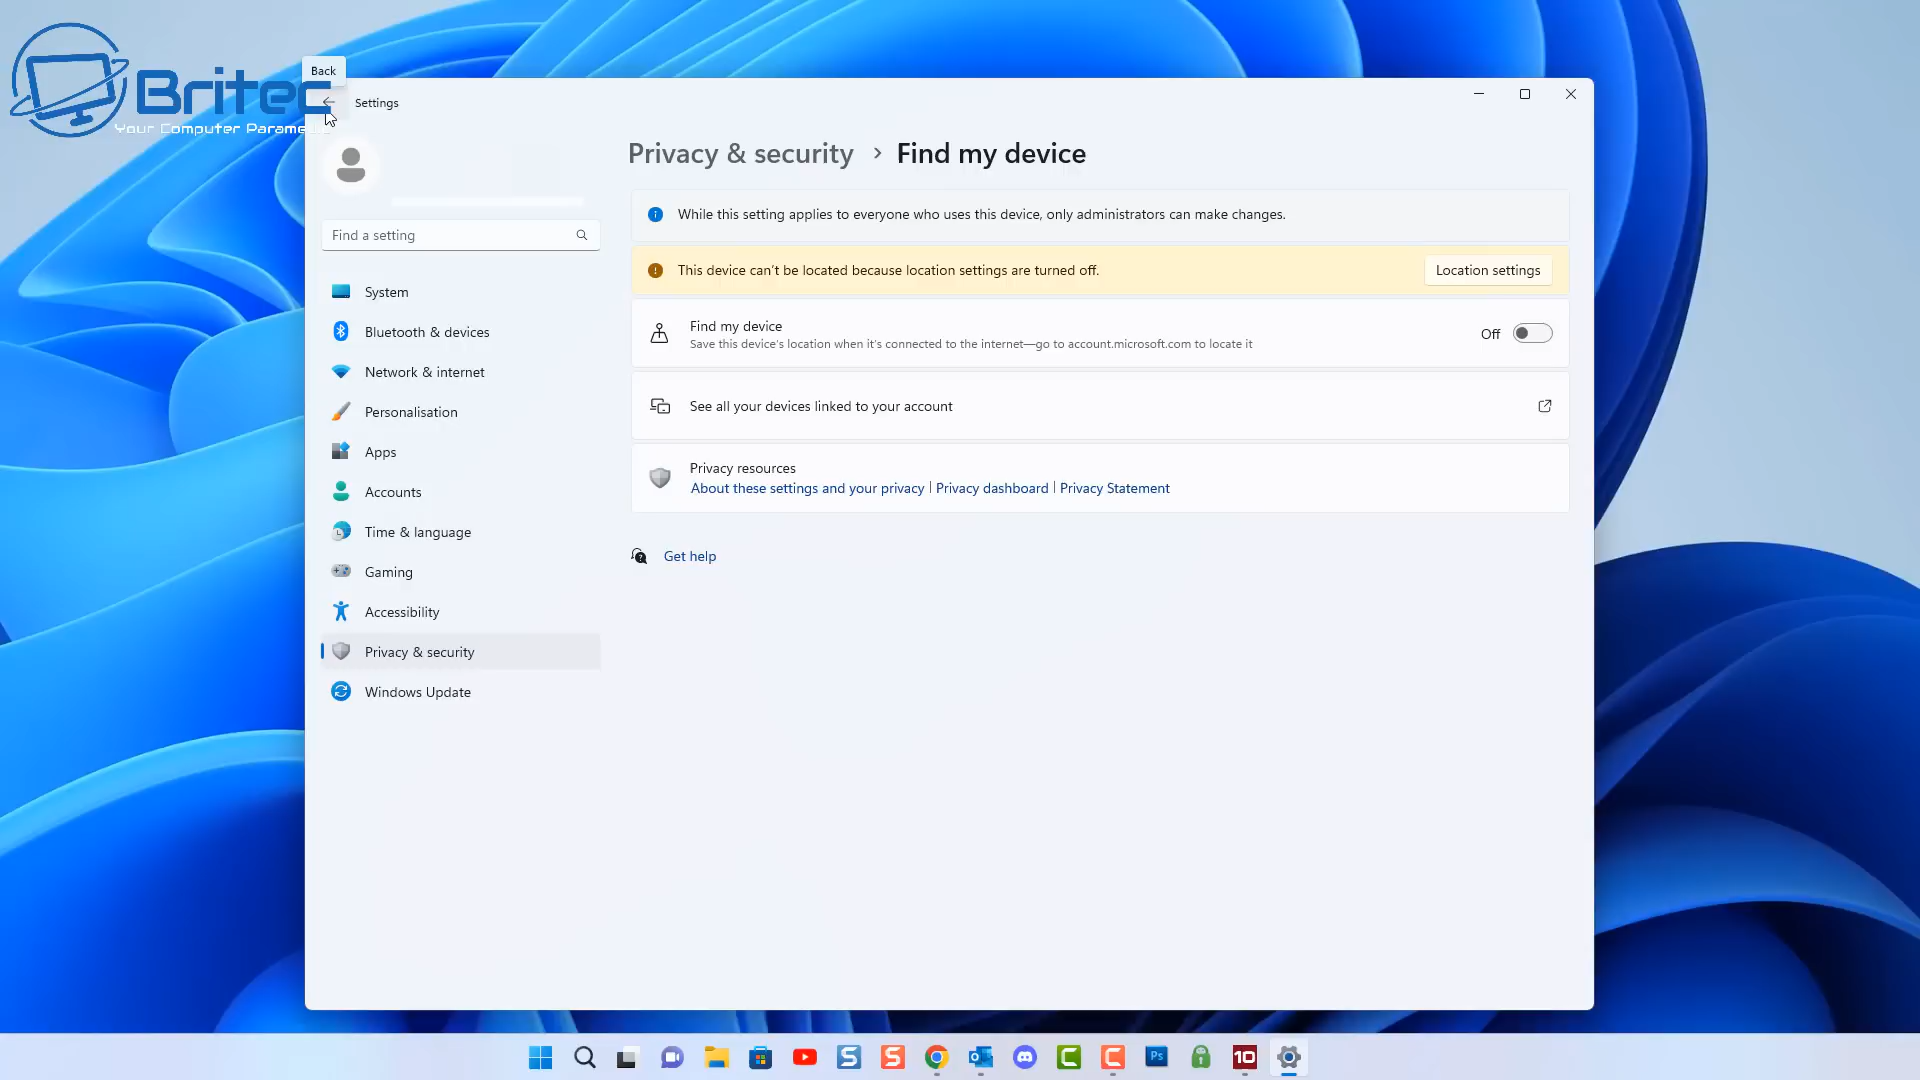 Britec
Your Computer Parame
Back
Settings
Privacy & security > Find my device
While this setting applies to everyone who uses this device, only administrators can make changes.
Find a setting
This device can't be located because location settings are turned off.
Location settings
System
Find my device
Off
Save this device's location when it's connected to the internet—go to account.microsoft.com to locate it
Bluetooth & devices
Network & internet
See all your devices linked to your account
Personalisation
Apps
Privacy resources
About these settings and your privacy | Privacy dashboard | Privacy Statement
Accounts
Time & language
Get help
Gaming
Accessibility
Privacy & security
Windows Update
S
S
C
C
Ps
10